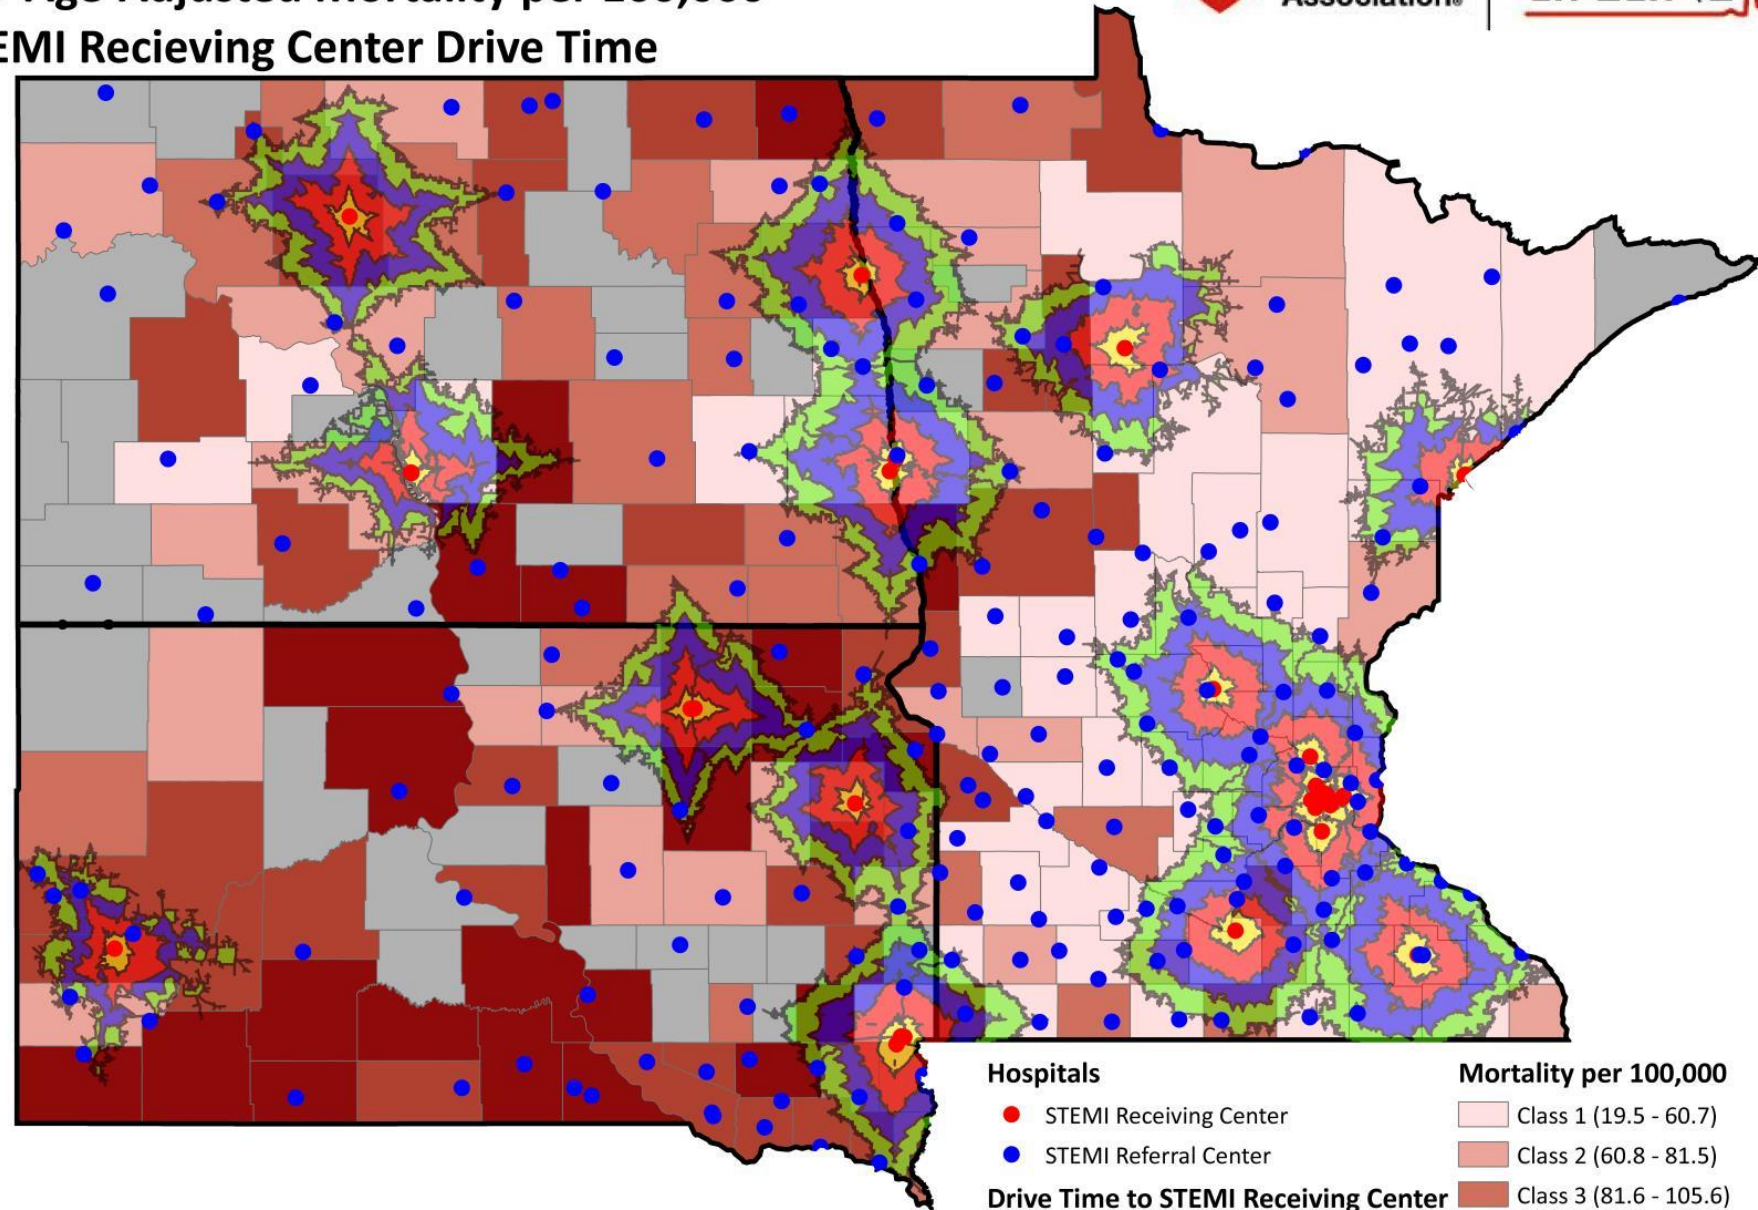 Age Adjusted Mortality per 100,000
EMI Recieving Center Drive Time
Association®
Hospitals
STEMI Receiving Center
STEMI Referral Center
Drive Time to STEMI Receiving Center
Mortality per 100,000
Class 1 (19.5 - 60.7)
Class 2 (60.8 - 81.5)
Class 3 (81.6 - 105.6)